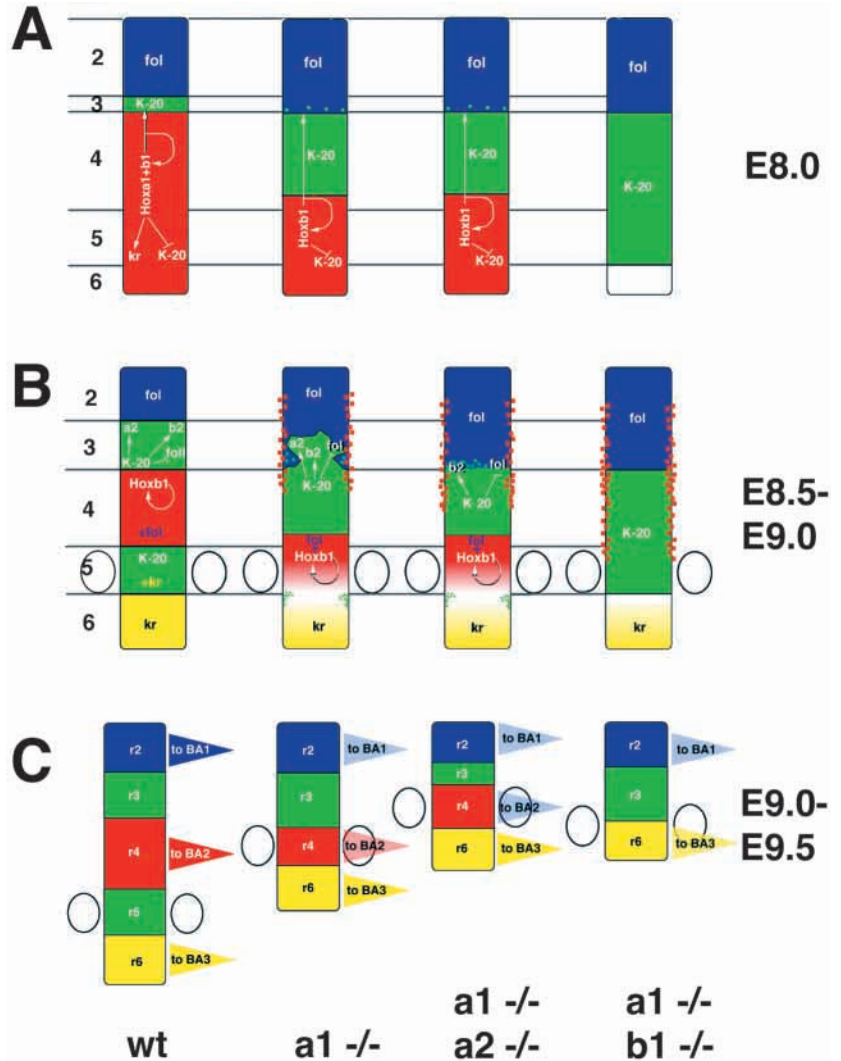 A
2
3
4
5
6
fol
K-20
Hoxa1+b1
kr
K-20
fol
K-20
Hoxb1
K-20
fol
K-20
Hoxb1
K-20
fol
K-20
E8.0
B
2
3
4
5
6
fol
a2 b2
K-20 foll
Hoxb1
fol
K-20
kr
kr
fol
a2 b2 fol
K-20
fol
Hoxb1
kr
fol
b2 fol
K-20
fol
Hoxb1
kr
fol
K-20
kr
E8.5-
E9.0
C
r2 to BA1
r3
r4 to BA2
r6 to BA3
r2 to BA1
r3
r4 to BA2
r6 to BA3
r2 to BA1
r3
r4 to BA2
r6 to BA3
r2 to BA1
r3
r6 to BA3
E9.0-
E9.5
wt
a1 -/-
a1 -/-
a2 -/-
a1 -/-
b1 -/-